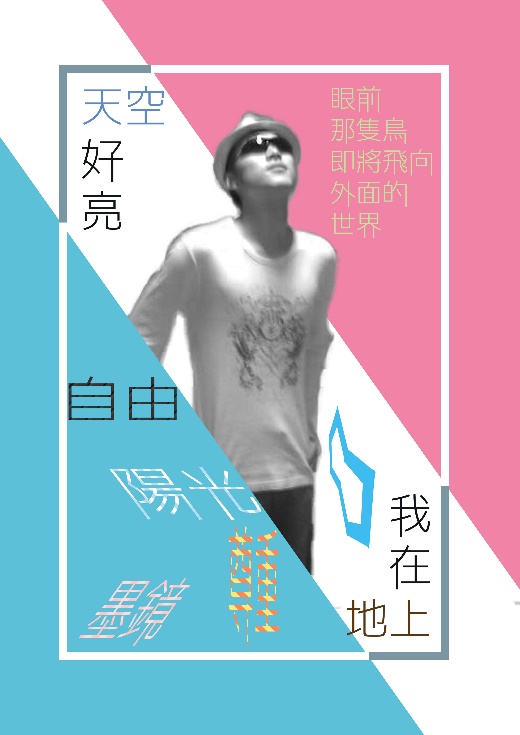 天空
好
亮
眼前
那隻鳥
即將飛向
外面的
世界
自由
陽光
難
墨鏡
我
在
地上